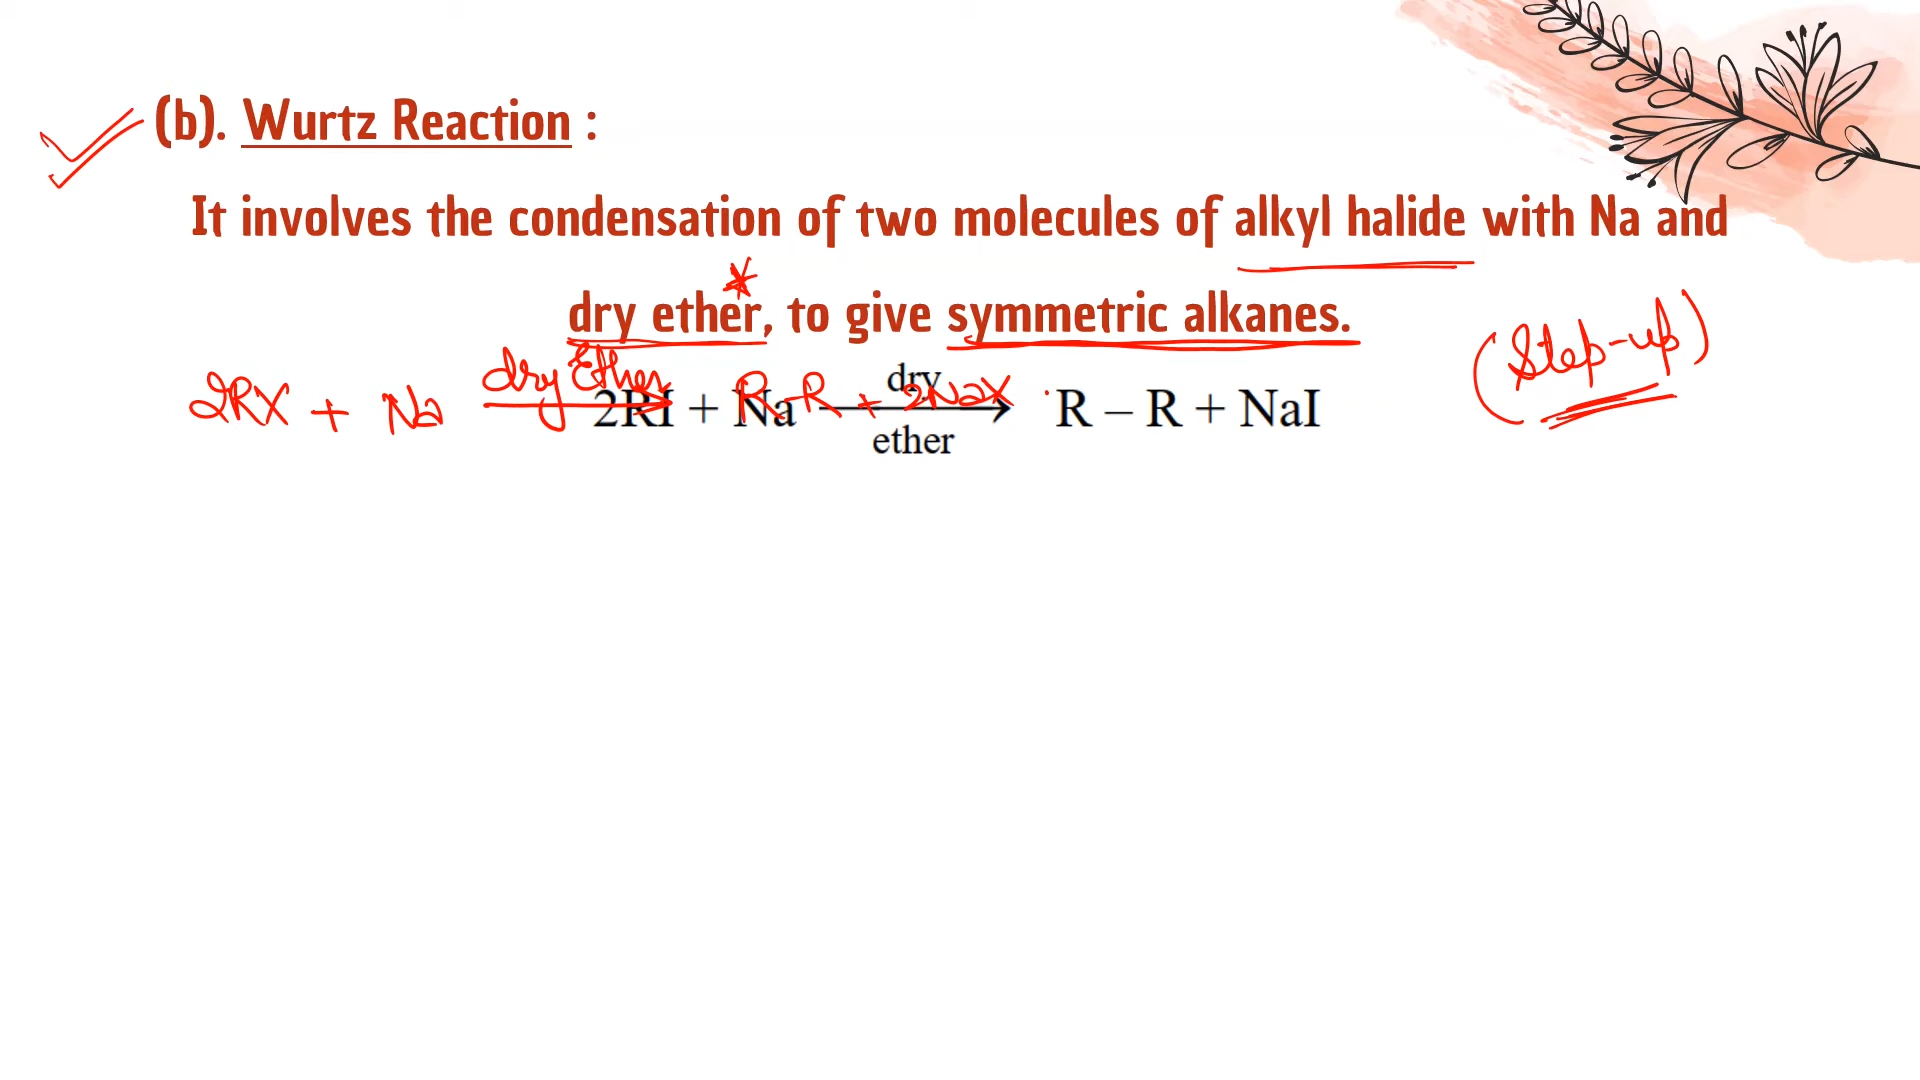 (b). Wurtz Reaction :
It involves the condensation of two molecules of alkyl halide with Na and
dry ether, to give symmetric alkanes.
(Step-up)
2RX + Na dry Ether R-R + 2NaX
2RI + Na dry ether R – R + NaI